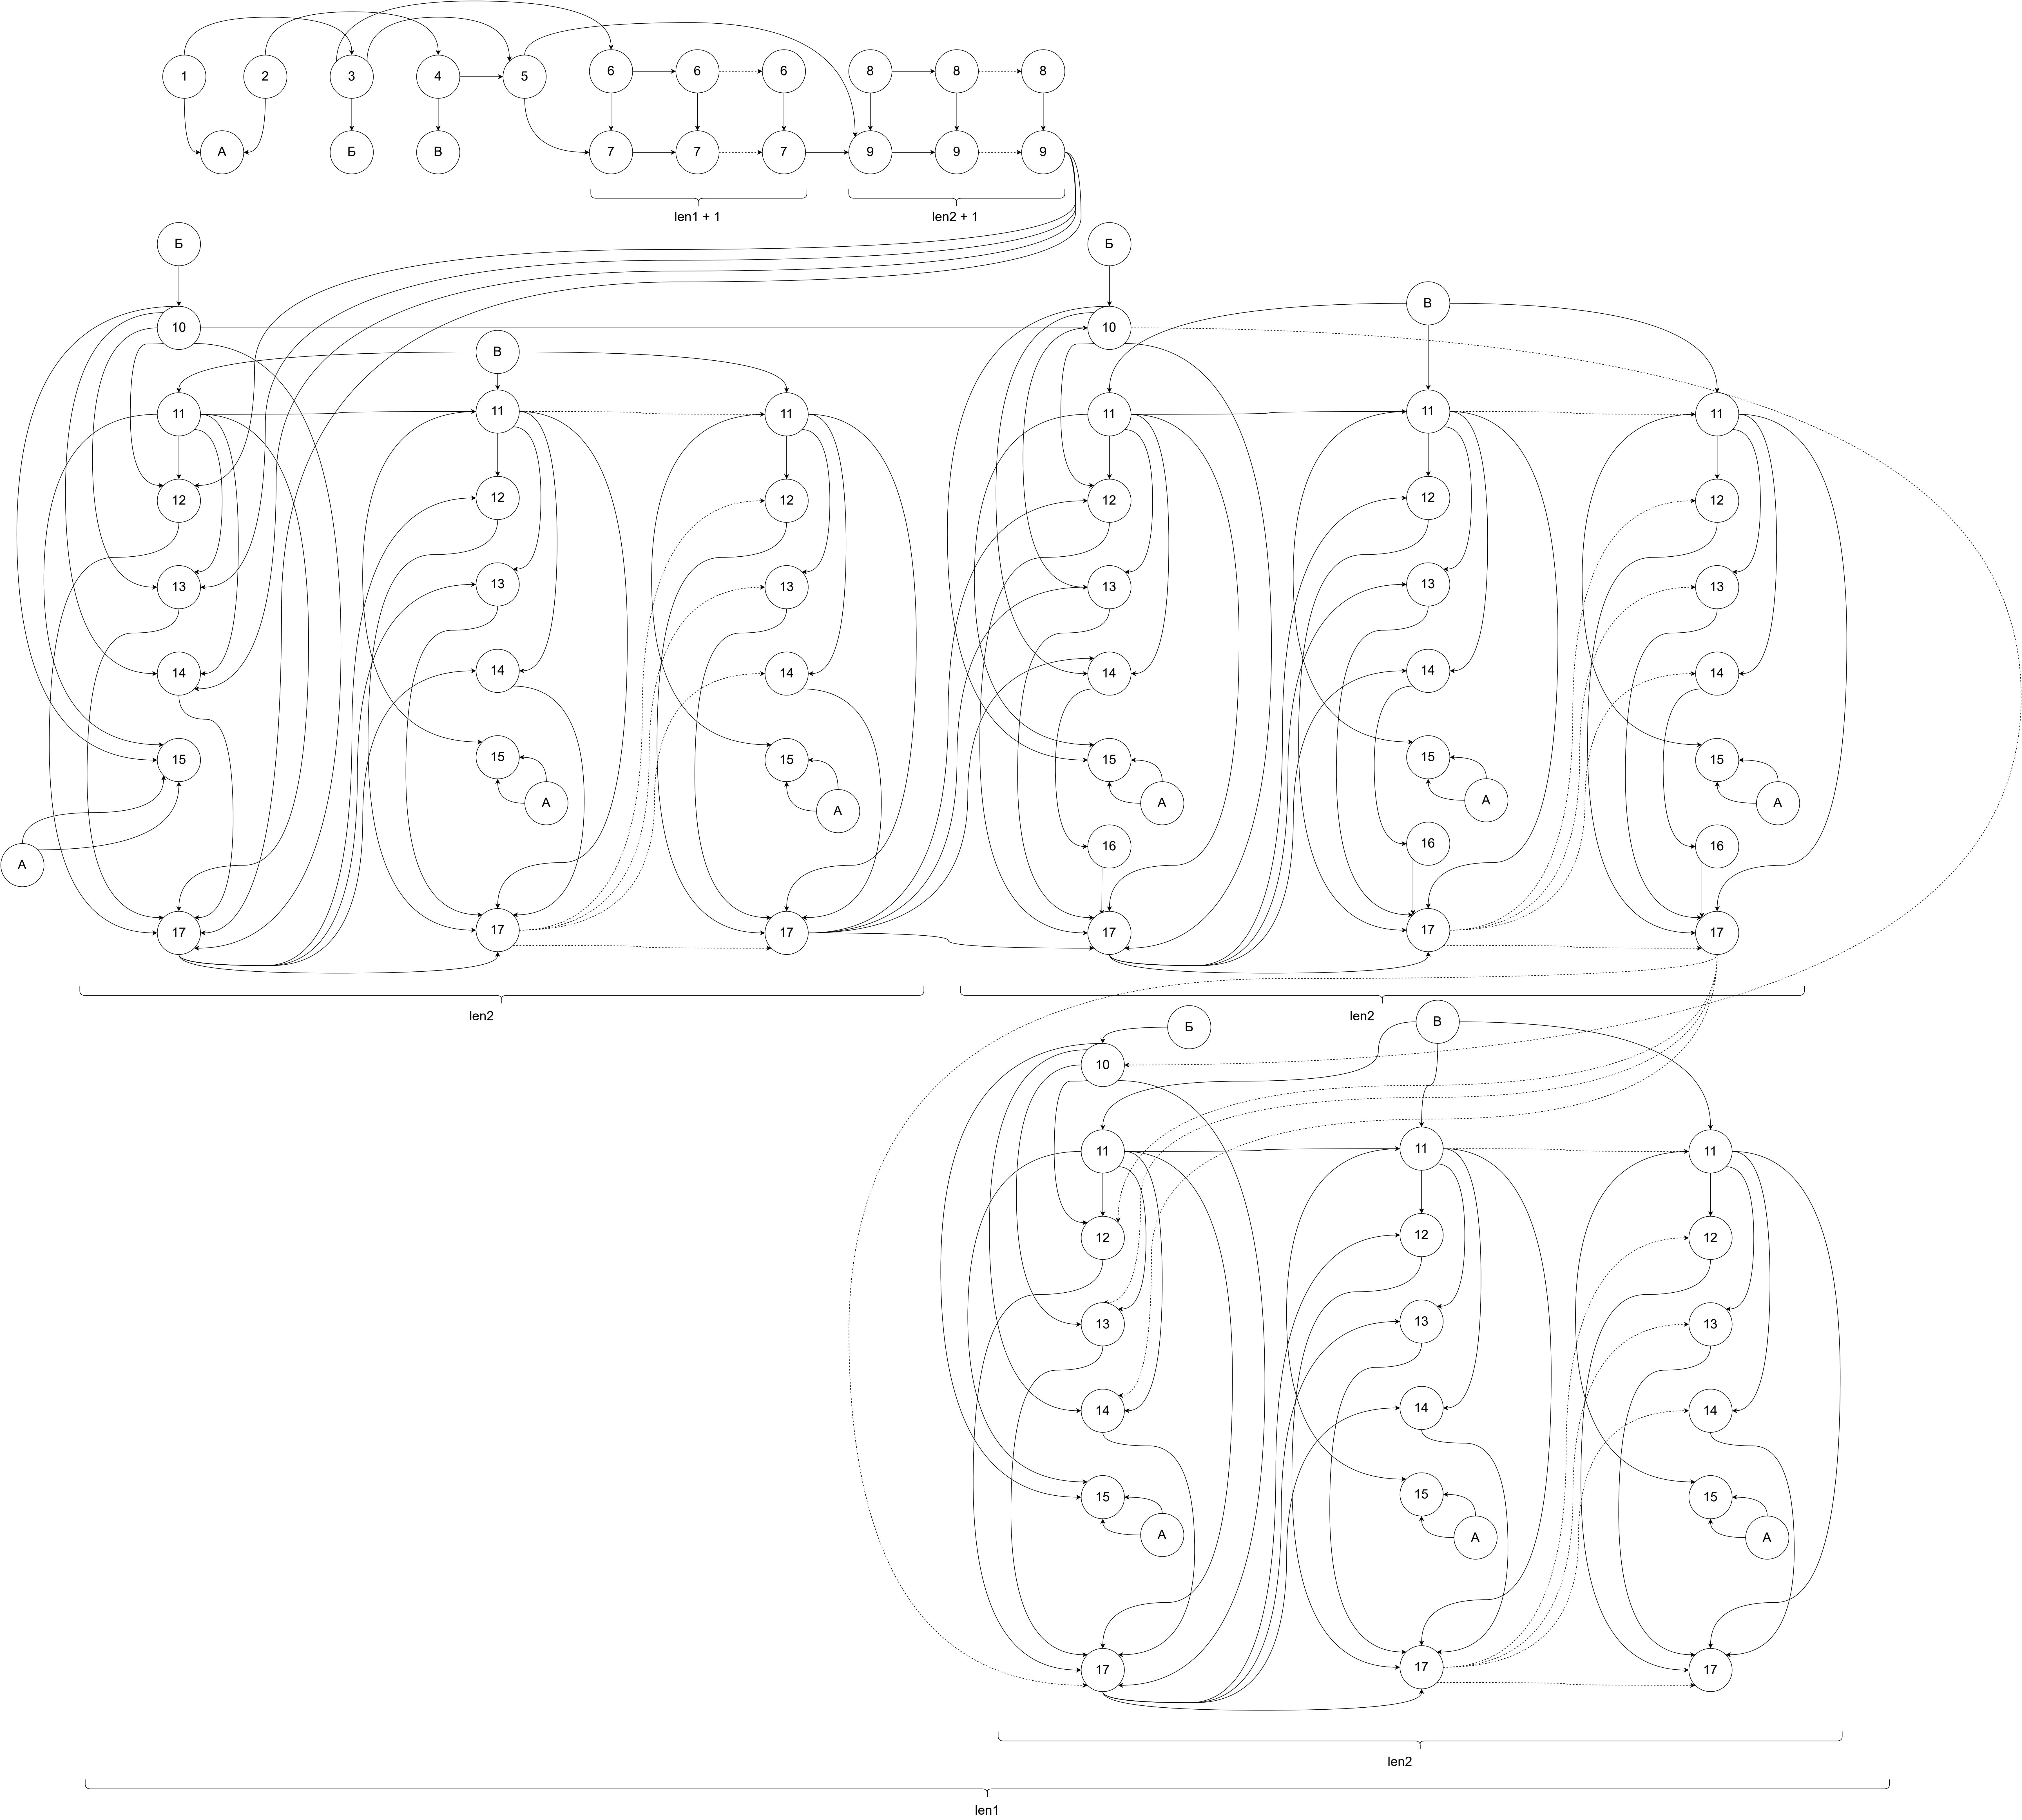 1 2 3 4 5 6 6 6 8 8 8
А Б В 7 7 7 9 9 9
len1 + 1 len2 + 1
Б Б
В
10 10
В
11 11 11 11 11 11
12 12 12 12 12 12
13 13 13 13 13 13
14 14 14 14 14 14
15 15 15 15 15 15
А А А А А
16 16 16
А
17 17 17 17 17 17
len2 len2
Б В
10
11 11 11
12 12 12
13 13 13
14 14 14
15 15 15
А А А
17 17 17
len2
len1